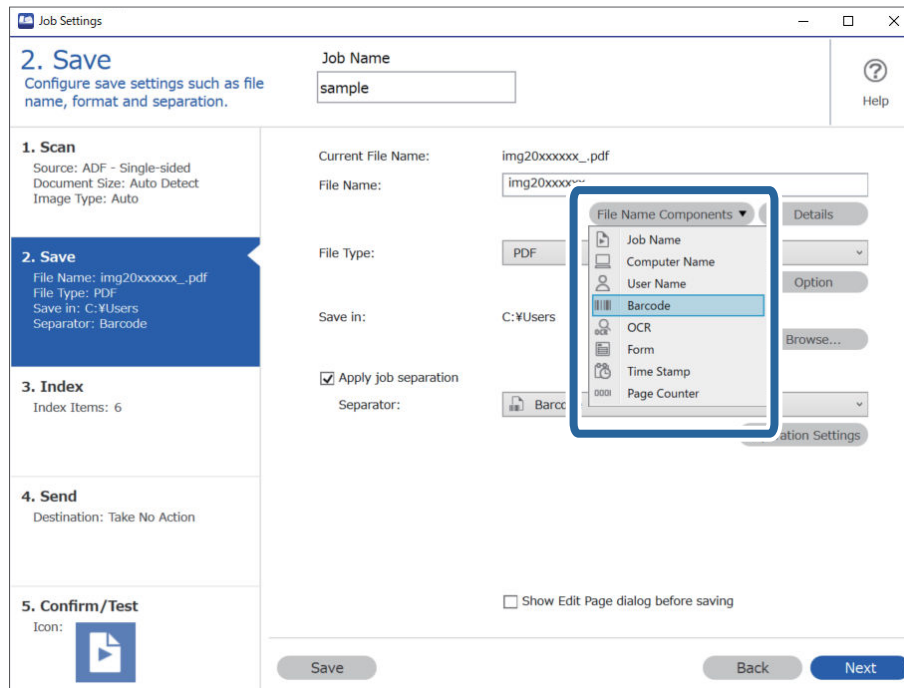 Job Settings
2. Save
Configure save settings such as file
name, format and separation.
Job Name
sample
Help
1. Scan
Source: ADF - Single-sided
Document Size: Auto Detect
Image Type: Auto
2. Save
File Name: img20xxxxxx_.pdf
File Type: PDF
Save in: C:¥Users
Separator: Barcode
3. Index
Index Items: 6
4. Send
Destination: Take No Action
5. Confirm/Test
Icon:
Current File Name: img20xxxxxx_.pdf
File Name: img20xxxxxx
File Name Components ▼ Details
File Type: PDF
Option
Job Name
Computer Name
User Name
Barcode
OCR
Form
Time Stamp
Page Counter
Save in: C:¥Users
Browse...
Apply job separation
Separator: Barco
ation Settings
Show Edit Page dialog before saving
Save
Back
Next